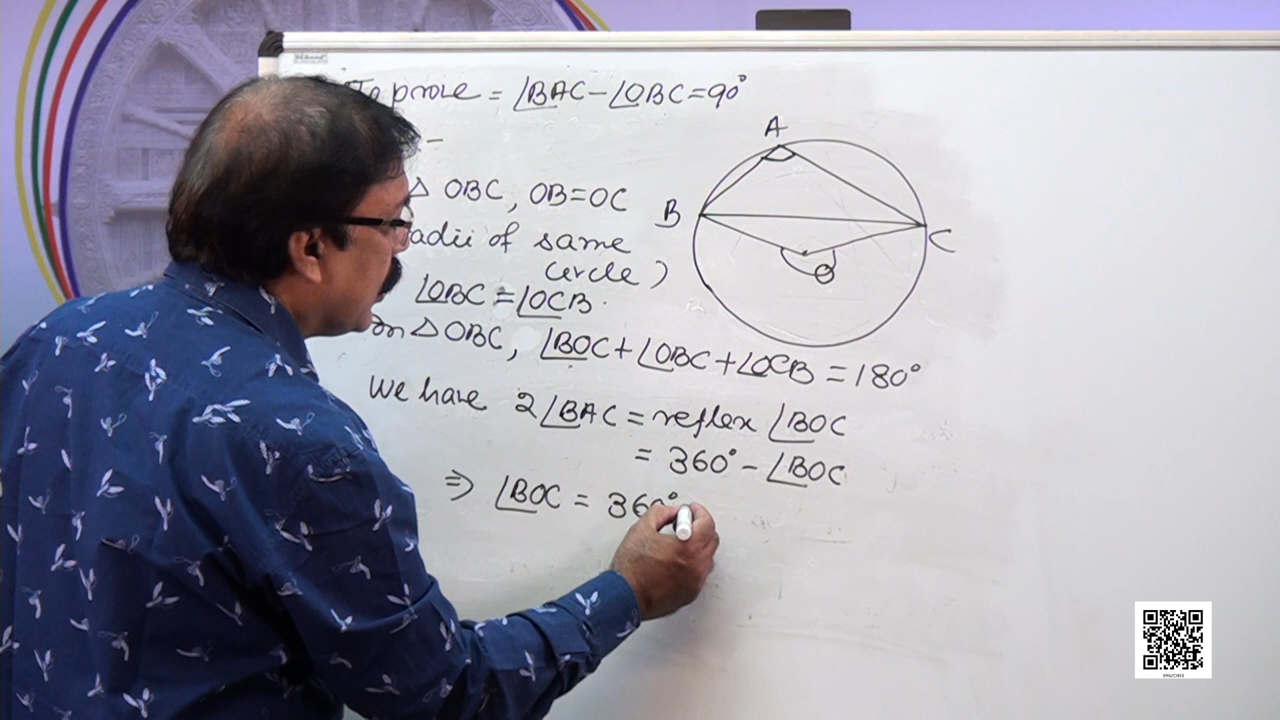 To prove = ∠BAC - ∠OBC = 90°
-
△ OBC, OB = OC
adii of same
circle)
∠OBC = ∠OCB.
In △ OBC, ∠BOC + ∠OBC + ∠OCB = 180°
We have 2∠BAC = reflex ∠BOC
= 360° - ∠BOC
⇒ ∠BOC = 360°
A
B
C
O